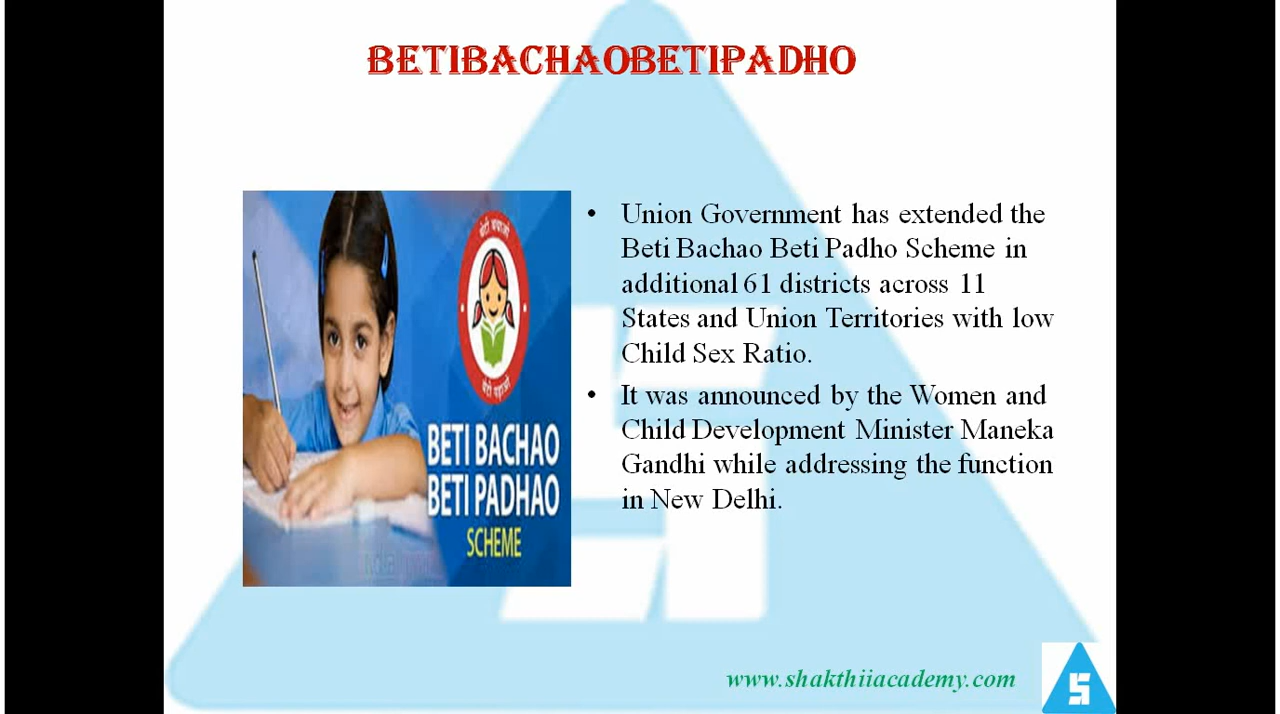 BETIBACHAOBETIPADHO
बेटी बचाओ
बेटी पढ़ाओ
BETI BACHAO
BETI PADHAO
SCHEME
• Union Government has extended the
Beti Bachao Beti Padho Scheme in
additional 61 districts across 11
States and Union Territories with low
Child Sex Ratio.
• It was announced by the Women and
Child Development Minister Maneka
Gandhi while addressing the function
in New Delhi.
www.shakthiiacademy.com
S